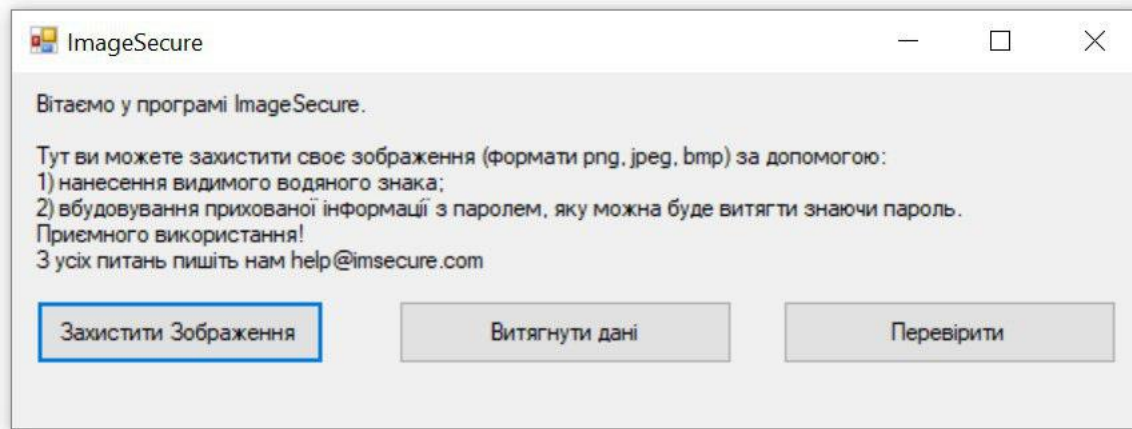 ImageSecure
Вітаємо у програмі ImageSecure.
Тут ви можете захистити своє зображення (формати png, jpeg, bmp) за допомогою:
1) нанесення видимого водяного знака;
2) вбудовування прихованої інформації з паролем, яку можна буде витягти знаючи пароль.
Приємного використання!
З усіх питань пишіть нам help@imsecure.com
Захистити Зображення
Витягнути дані
Перевірити